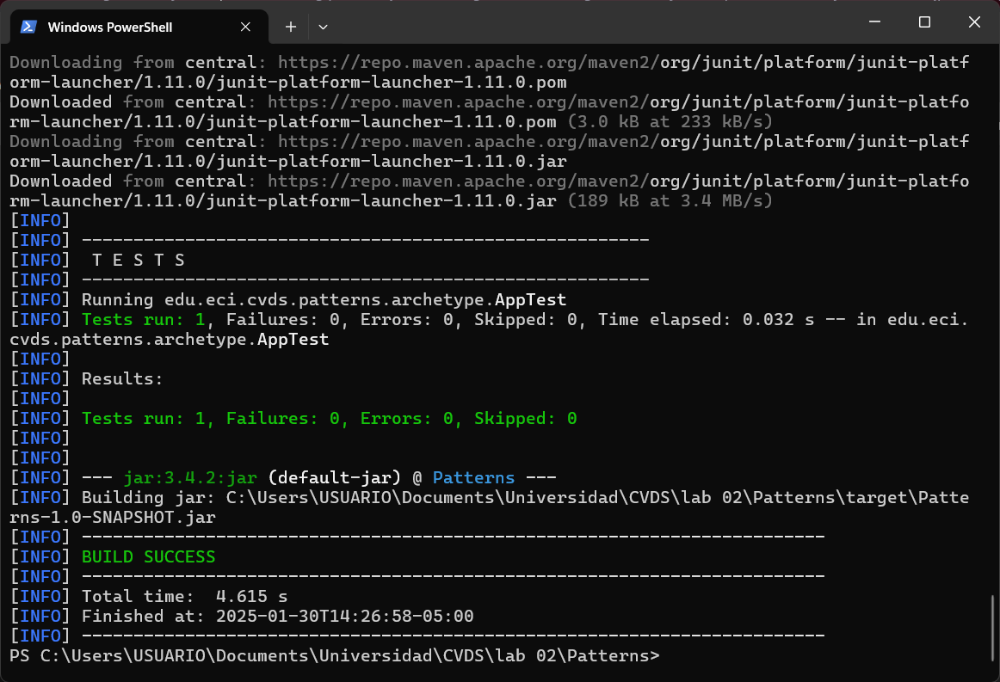 Windows PowerShell
Downloading from central: https://repo.maven.apache.org/maven2/org/junit/platform/junit-platf
orm-launcher/1.11.0/junit-platform-launcher-1.11.0.pom
Downloaded from central: https://repo.maven.apache.org/maven2/org/junit/platform/junit-platfo
rm-launcher/1.11.0/junit-platform-launcher-1.11.0.pom (3.0 kB at 233 kB/s)
Downloading from central: https://repo.maven.apache.org/maven2/org/junit/platform/junit-platf
orm-launcher/1.11.0/junit-platform-launcher-1.11.0.jar
Downloaded from central: https://repo.maven.apache.org/maven2/org/junit/platform/junit-platfo
rm-launcher/1.11.0/junit-platform-launcher-1.11.0.jar (189 kB at 3.4 MB/s)
[INFO]
[INFO] -------------------------------------------------------
[INFO]  T E S T S
[INFO] -------------------------------------------------------
[INFO] Running edu.eci.cvds.patterns.archetype.AppTest
[INFO] Tests run: 1, Failures: 0, Errors: 0, Skipped: 0, Time elapsed: 0.032 s -- in edu.eci.
cvds.patterns.archetype.AppTest
[INFO]
[INFO] Results:
[INFO]
[INFO] Tests run: 1, Failures: 0, Errors: 0, Skipped: 0
[INFO]
[INFO]
[INFO] --- jar:3.4.2:jar (default-jar) @ Patterns ---
[INFO] Building jar: C:\Users\USUARIO\Documents\Universidad\CVDS\lab 02\Patterns\target\Patte
rns-1.0-SNAPSHOT.jar
[INFO] ------------------------------------------------------------------------
[INFO] BUILD SUCCESS
[INFO] ------------------------------------------------------------------------
[INFO] Total time:  4.615 s
[INFO] Finished at: 2025-01-30T14:26:58-05:00
[INFO] ------------------------------------------------------------------------
PS C:\Users\USUARIO\Documents\Universidad\CVDS\lab 02\Patterns>